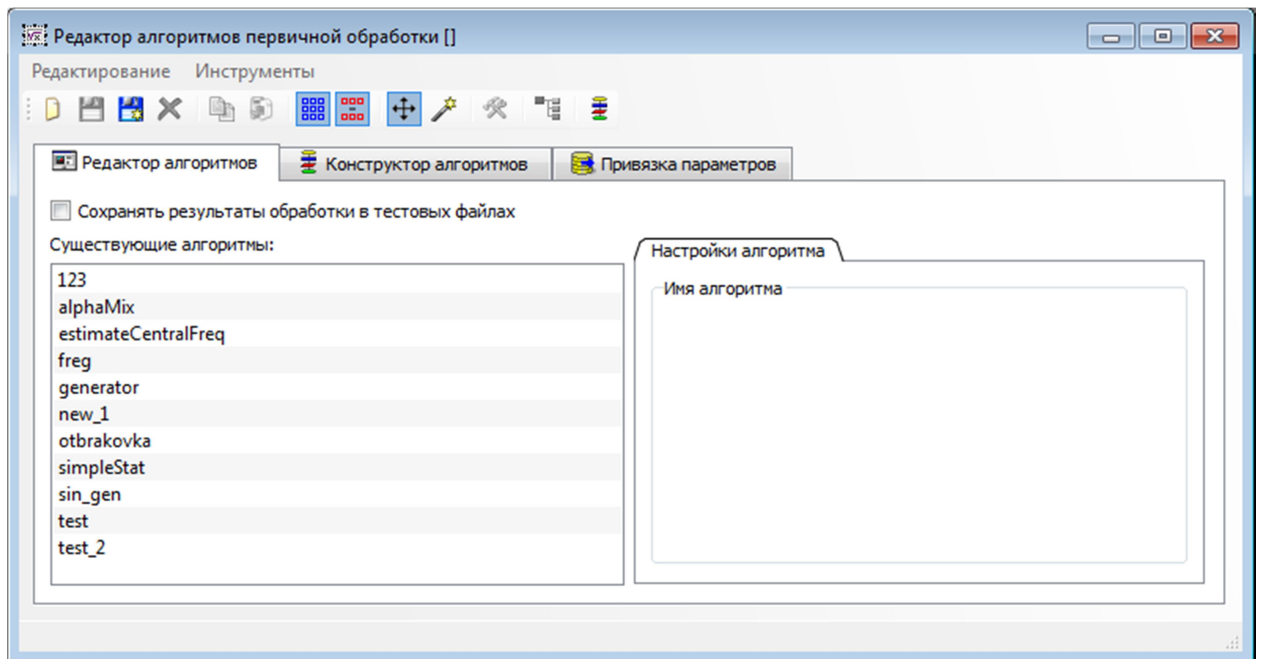 Редактор алгоритмов первичной обработки []
Редактирование Инструменты
Редактор алгоритмов Конструктор алгоритмов Привязка параметров
Сохранять результаты обработки в тестовых файлах
Существующие алгоритмы:
123
alphaMix
estimateCentralFreq
freg
generator
new_1
otbrakovka
simpleStat
sin_gen
test
test_2
Настройки алгоритма
Имя алгоритма